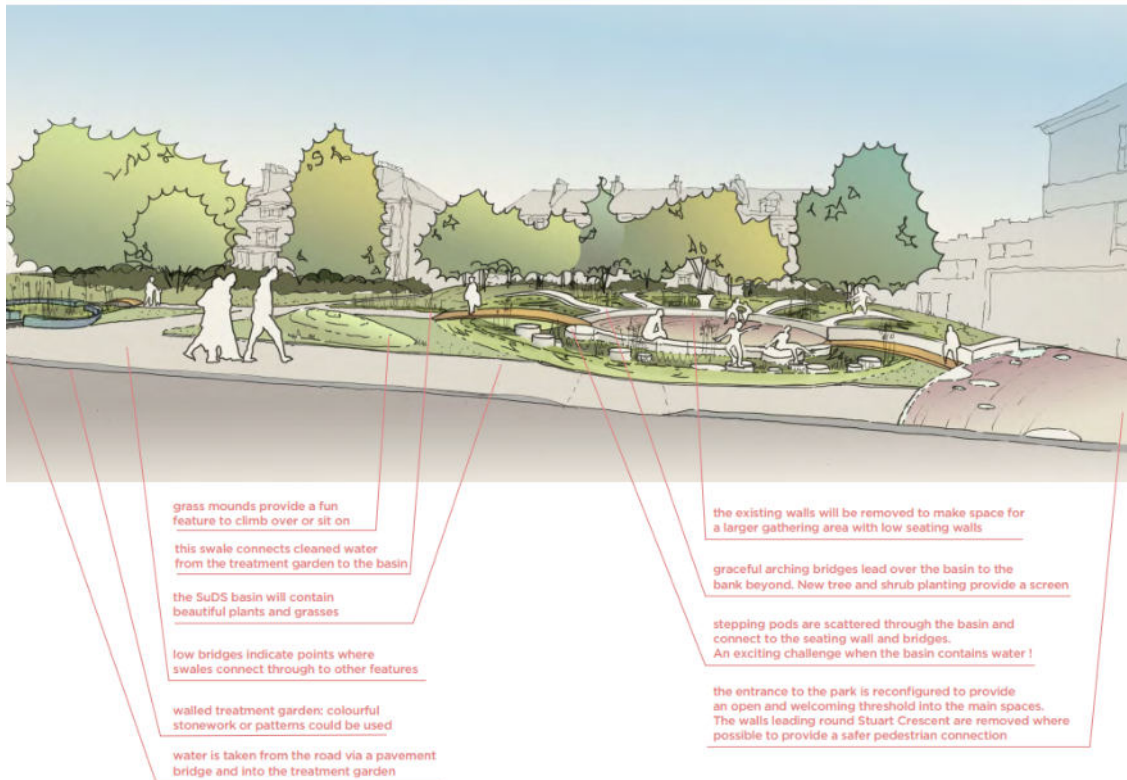 grass mounds provide a fun
feature to climb over or sit on
this swale connects cleaned water
from the treatment garden to the basin
the SuDS basin will contain
beautiful plants and grasses
low bridges indicate points where
swales connect through to other features
walled treatment garden: colourful
stonework or patterns could be used
water is taken from the road via a pavement
bridge and into the treatment garden
the existing walls will be removed to make space for
a larger gathering area with low seating walls
graceful arching bridges lead over the basin to the
bank beyond. New tree and shrub planting provide a screen
stepping pods are scattered through the basin and
connect to the seating wall and bridges.
An exciting challenge when the basin contains water !
the entrance to the park is reconfigured to provide
an open and welcoming threshold into the main spaces.
The walls leading round Stuart Crescent are removed where
possible to provide a safer pedestrian connection